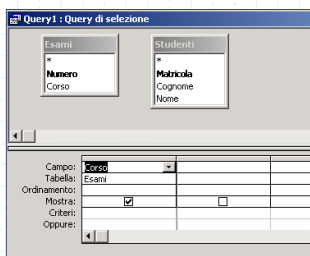 Query1 : Query di selezione
Esami
*
Numero
Corso
Studenti
*
Matricola
Cognome
Nome
Campo: Corso
Tabella: Esami
Ordinamento:
Mostra:
Criteri:
Oppure: